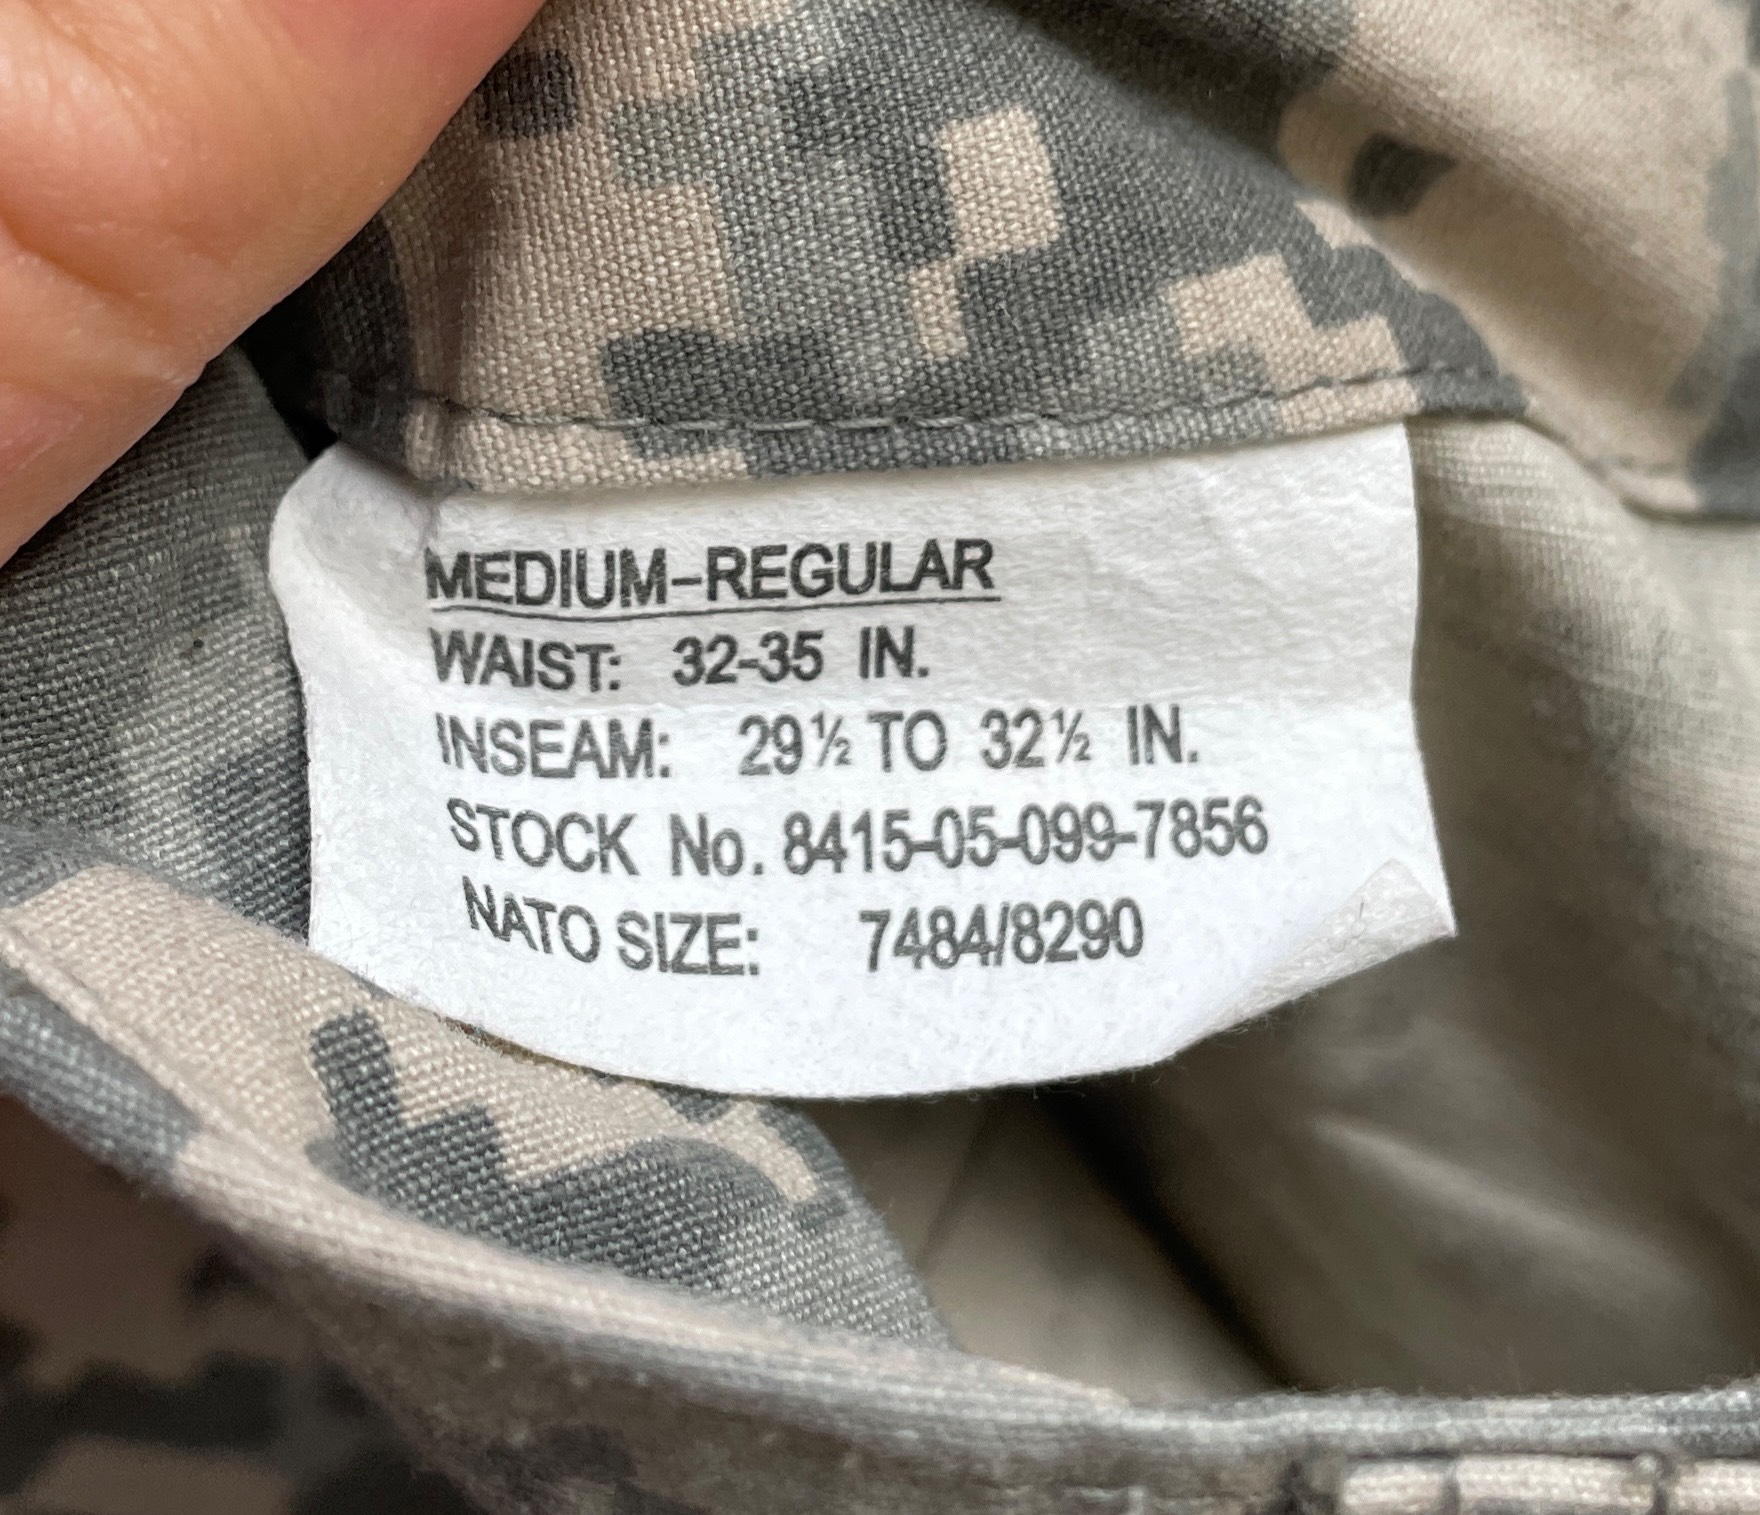 MEDIUM-REGULAR
WAIST: 32-35 IN.
INSEAM: 29½ TO 32½ IN.
STOCK No. 8415-05-099-7856
NATO SIZE: 7484/8290